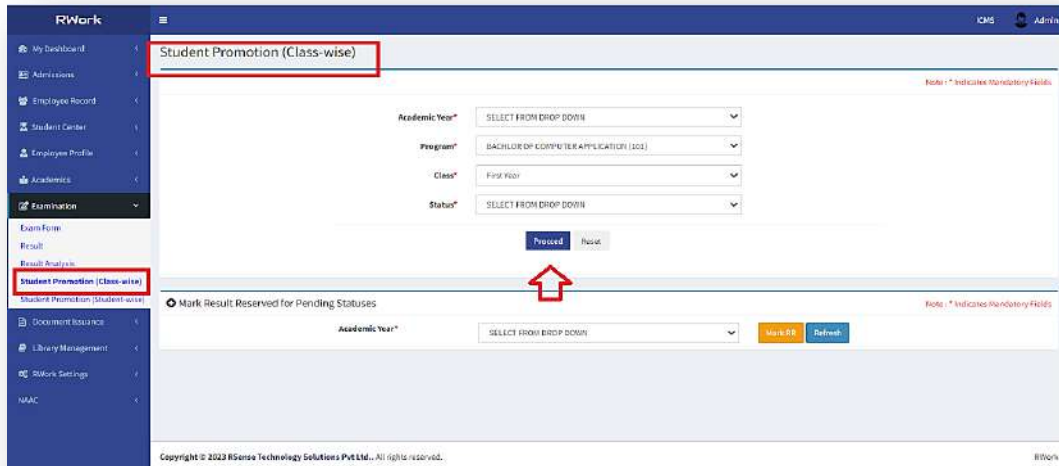 RWork
ICMS Admin
My Dashboard
Admissions
Employee Record
Student Center
Employee Profile
Academics
Examination
Exam Form
Result
Result Analysis
Student Promotion (Class-wise)
Student Promotion (Student-wise)
Document Issuance
Library Management
RWork Settings
NAAC
Student Promotion (Class-wise)
Note : * Indicates Mandatory Fields
Academic Year* SELECT FROM DROP DOWN
Program* BACHLOR OF COMPUTER APPLICATION (101)
Class* First Year
Status* SELECT FROM DROP DOWN
Proceed Reset
Mark Result Reserved for Pending Statuses
Note : * Indicates Mandatory Fields
Academic Year* SELECT FROM DROP DOWN Mark RR Refresh
Copyright © 2023 RSense Technology Solutions Pvt Ltd.. All rights reserved.
RWork